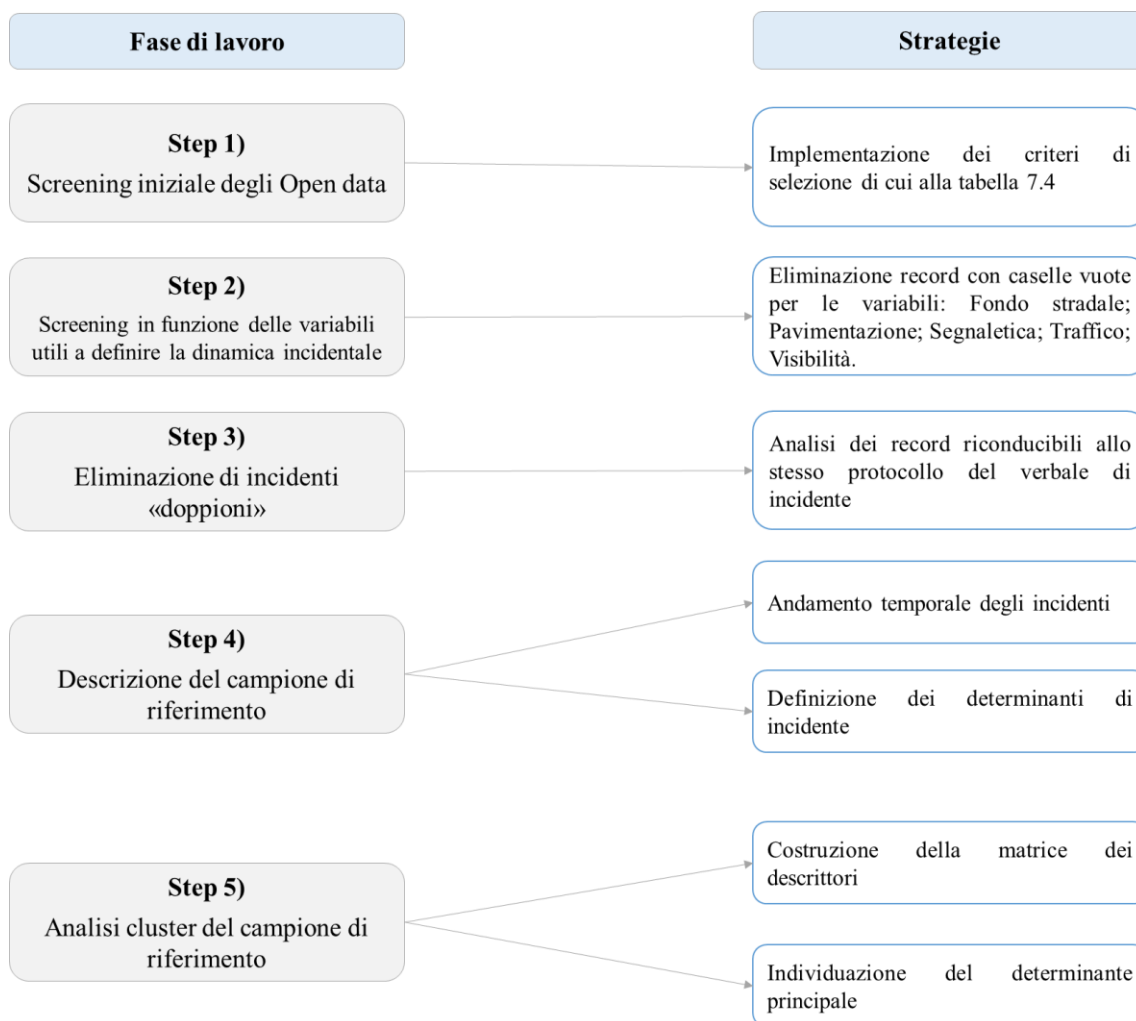 Fase di lavoro
Strategie
Step 1)
Screening iniziale degli Open data
Implementazione dei criteri di
selezione di cui alla tabella 7.4
Step 2)
Screening in funzione delle variabili
utili a definire la dinamica incidentale
Eliminazione record con caselle vuote
per le variabili: Fondo stradale;
Pavimentazione; Segnaletica; Traffico;
Visibilità.
Step 3)
Eliminazione di incidenti
«doppioni»
Analisi dei record riconducibili allo
stesso protocollo del verbale di
incidente
Step 4)
Descrizione del campione di
riferimento
Andamento temporale degli incidenti
Definizione dei determinanti di
incidente
Step 5)
Analisi cluster del campione di
riferimento
Costruzione della matrice dei
descrittori
Individuazione del determinante
principale